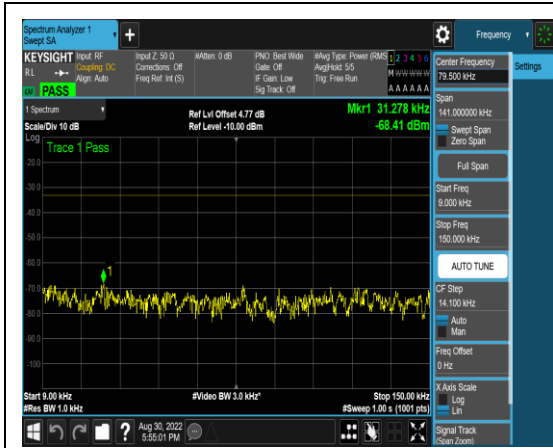 Spectrum Analyzer 1
Swept SA
+
Frequency
KEYSIGHT
RL
Input: RF
Coupling: DC
Align: Auto
Input Z: 50 Ω
Corrections: Off
Freq Ref: Int (S)
#Atten: 0 dB
PNO: Best Wide
Gate: Off
IF Gain: Low
Sig Track: Off
#Avg Type: Power (RMS
Avg|Hold: 5/5
Trig: Free Run
1 2 3 4 5 6
M W W W W W
A A A A A A
PASS
1 Spectrum
Scale/Div 10 dB
Ref Lvl Offset 4.77 dB
Ref Level -10.00 dBm
Mkr1 31.278 kHz
-68.41 dBm
Log
Trace 1 Pass
-20.0
-30.0
-40.0
-50.0
-60.0
-70.0
-80.0
-90.0
-100
1
Start 9.00 kHz
#Res BW 1.0 kHz
#Video BW 3.0 kHz*
Stop 150.00 kHz
#Sweep 1.00 s (1001 pts)
Aug 30, 2022
5:55:01 PM
?
Center Frequency
79.500 kHz
Settings
Span
141.000000 kHz
Swept Span
Zero Span
Full Span
Start Freq
9.000 kHz
Stop Freq
150.000 kHz
AUTO TUNE
CF Step
14.100 kHz
Auto
Man
Freq Offset
0 Hz
X Axis Scale
Log
Lin
Signal Track
(Span Zoom)